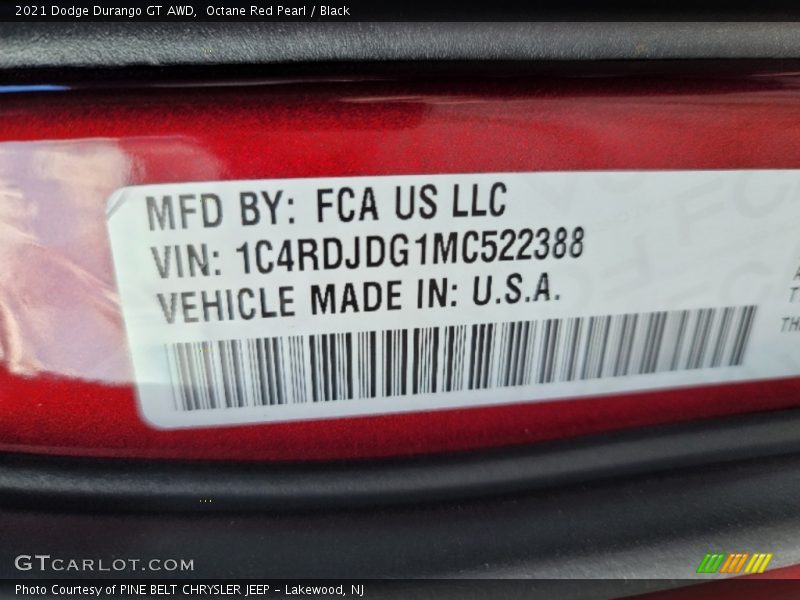 2021 Dodge Durango GT AWD,  Octane Red Pearl / Black
MFD BY: FCA US LLC
VIN: 1C4RDJDG1MC522388
VEHICLE MADE IN: U.S.A.
GTCARLOT.COM
Photo Courtesy of PINE BELT CHRYSLER JEEP - Lakewood, NJ